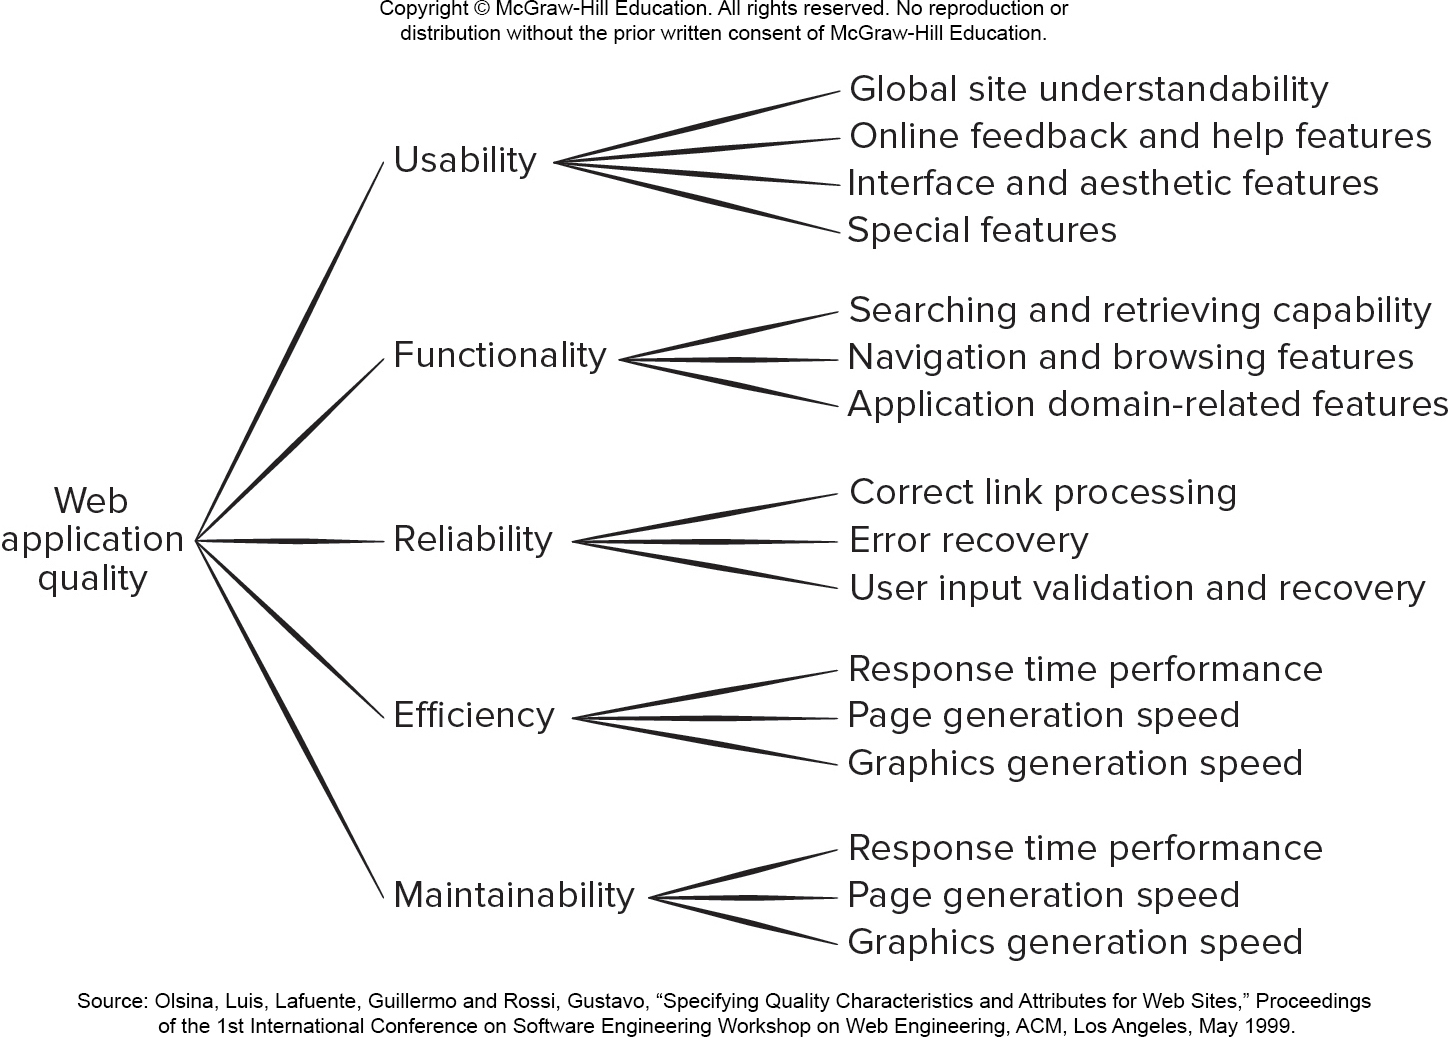 Copyright © McGraw-Hill Education. All rights reserved. No reproduction or
distribution without the prior written consent of McGraw-Hill Education.
Web
application
quality
Usability
Global site understandability
Online feedback and help features
Interface and aesthetic features
Special features
Functionality
Searching and retrieving capability
Navigation and browsing features
Application domain-related features
Reliability
Correct link processing
Error recovery
User input validation and recovery
Efficiency
Response time performance
Page generation speed
Graphics generation speed
Maintainability
Response time performance
Page generation speed
Graphics generation speed
Source: Olsina, Luis, Lafuente, Guillermo and Rossi, Gustavo, “Specifying Quality Characteristics and Attributes for Web Sites,” Proceedings
of the 1st International Conference on Software Engineering Workshop on Web Engineering, ACM, Los Angeles, May 1999.